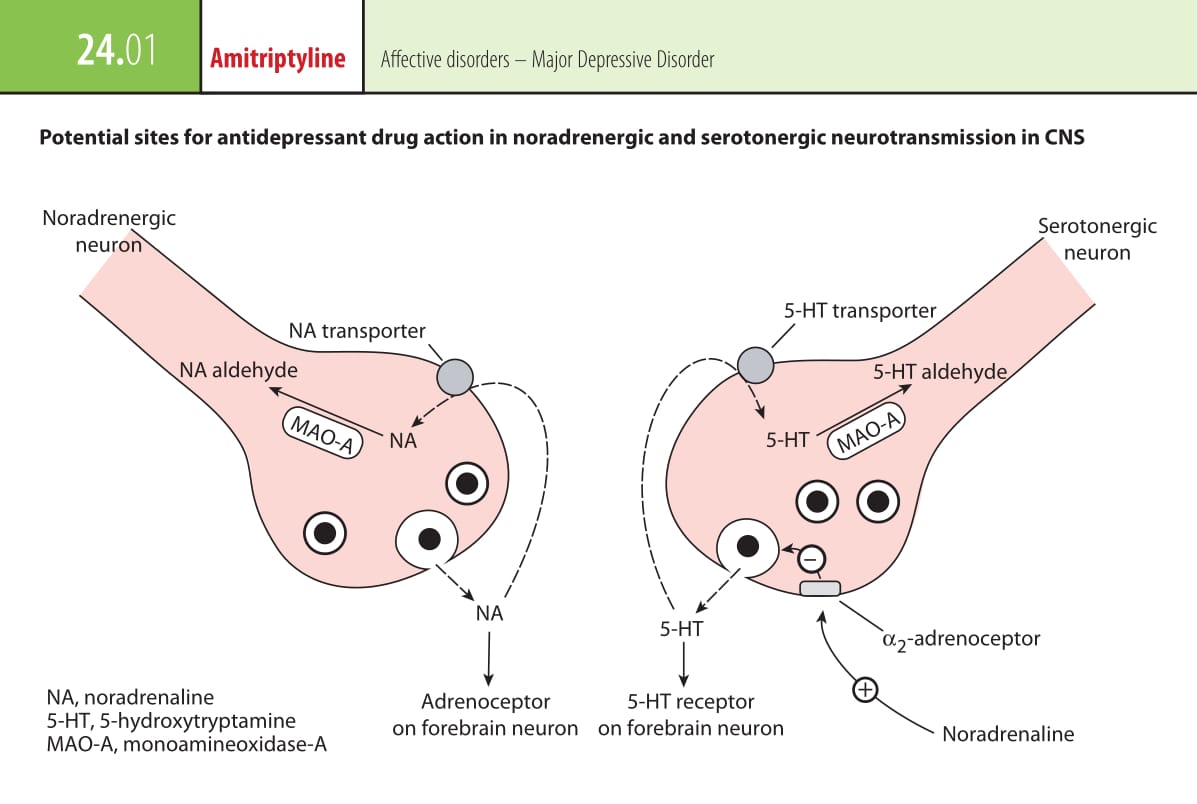 24.01
Amitriptyline
Affective disorders – Major Depressive Disorder
Potential sites for antidepressant drug action in noradrenergic and serotonergic neurotransmission in CNS
Noradrenergic
neuron
NA transporter
NA aldehyde
MAO-A
NA
NA
Adrenoceptor
on forebrain neuron
Serotonergic
neuron
5-HT transporter
5-HT aldehyde
5-HT
MAO-A
−
5-HT
5-HT receptor
on forebrain neuron
α2-adrenoceptor
+
Noradrenaline
NA, noradrenaline
5-HT, 5-hydroxytryptamine
MAO-A, monoamineoxidase-A